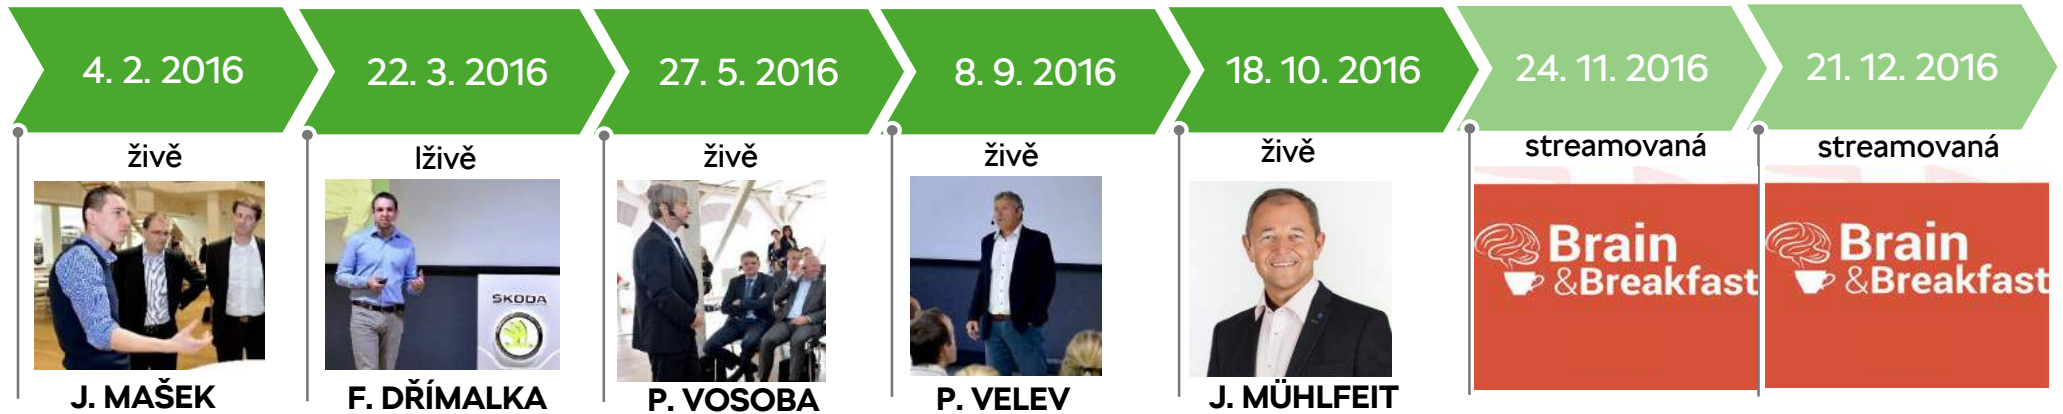 4. 2. 2016
22. 3. 2016
27. 5. 2016
8. 9. 2016
18. 10. 2016
24. 11. 2016
21. 12. 2016
živě
lživě
živě
živě
živě
streamovaná
streamovaná
ŠKODA
Brain
&Breakfast
Brain
&Breakfast
J. MAŠEK
F. DŘÍMALKA
P. VOSOBA
P. VELEV
J. MÜHLFEIT